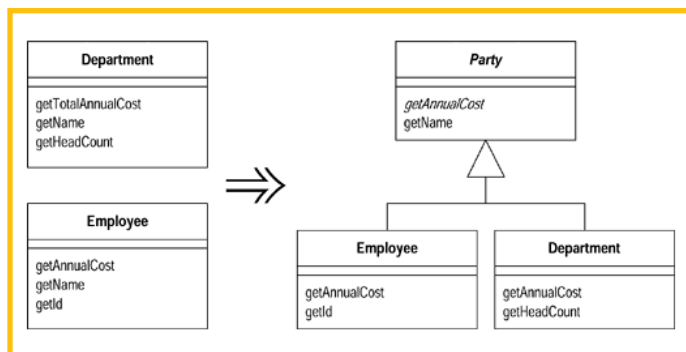 Department
getTotalAnnualCost
getName
getHeadCount
Employee
getAnnualCost
getName
getId
Party
getAnnualCost
getName
Employee
getAnnualCost
getId
Department
getAnnualCost
getHeadCount